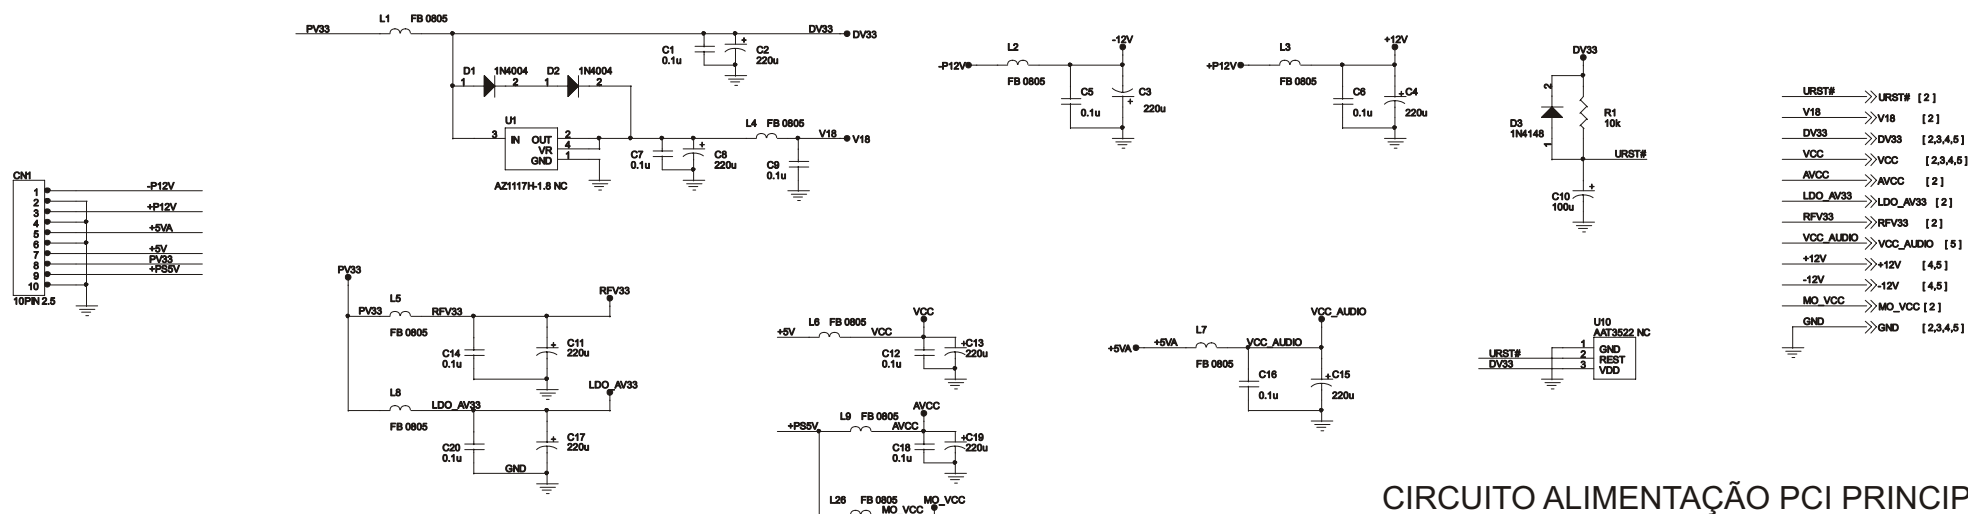 CN1
1
2
3
4
5
6
7
8
9
10
10PIN 2.5
-P12V
+P12V
+5VA
+5V
PV33
+PS5V
PV33
L1 FB 0805
DV33
DV33
C1
0.1u
+
C2
220u
D1 1N4004
1 2
D2 1N4004
1 2
U1
3 IN OUT 2
VR 4
GND 1
AZ1117H-1.8 NC
C7
0.1u
+
C8
220u
L4 FB 0805
V18
V18
C9
0.1u
-P12V
L2
FB 0805
-12V
C5
0.1u
C3
+
220u
+P12V
L3
FB 0805
+12V
C6
0.1u
+
C4
220u
DV33
2
D3
1N4148
1
R1
10k
URST#
C10
100u
+
URST# URST# [ 2 ]
V18 V18 [ 2 ]
DV33 DV33 [ 2,3,4,5 ]
VCC VCC [ 2,3,4,5 ]
AVCC AVCC [ 2 ]
LDO_AV33 LDO_AV33 [ 2 ]
RFV33 RFV33 [ 2 ]
VCC_AUDIO VCC_AUDIO [ 5 ]
+12V +12V [ 4,5 ]
-12V -12V [ 4,5 ]
MO_VCC MO_VCC [ 2 ]
GND GND [ 2,3,4,5 ]
PV33
PV33
L5
FB 0805
RFV33
RFV33
C14
0.1u
+
C11
220u
L8
FB 0805
LDO_AV33
LDO_AV33
C20
0.1u
+
C17
220u
GND
+5V
L6 FB 0805
VCC
VCC
C12
0.1u
+
C13
220u
+PS5V
L9 FB 0805
AVCC
AVCC
C18
0.1u
+
C19
220u
L26 FB 0805
MO_VCC
MO_VCC
+5VA
+5VA
L7
FB 0805
VCC_AUDIO
VCC_AUDIO
C16
0.1u
+
C15
220u
U10
AAT3522 NC
1 GND
URST# 2 REST
DV33 3 VDD
CIRCUITO ALIMENTAÇÃO PCI PRINCIP